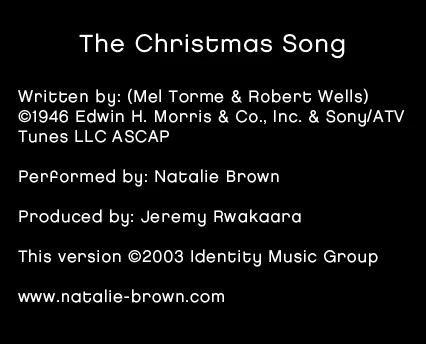 The Christmas Song
Written by: (Mel Torme & Robert Wells)
©1946 Edwin H. Morris & Co., Inc. & Sony/ATV
Tunes LLC ASCAP
Performed by: Natalie Brown
Produced by: Jeremy Rwakaara
This version ©2003 Identity Music Group
www.natalie-brown.com